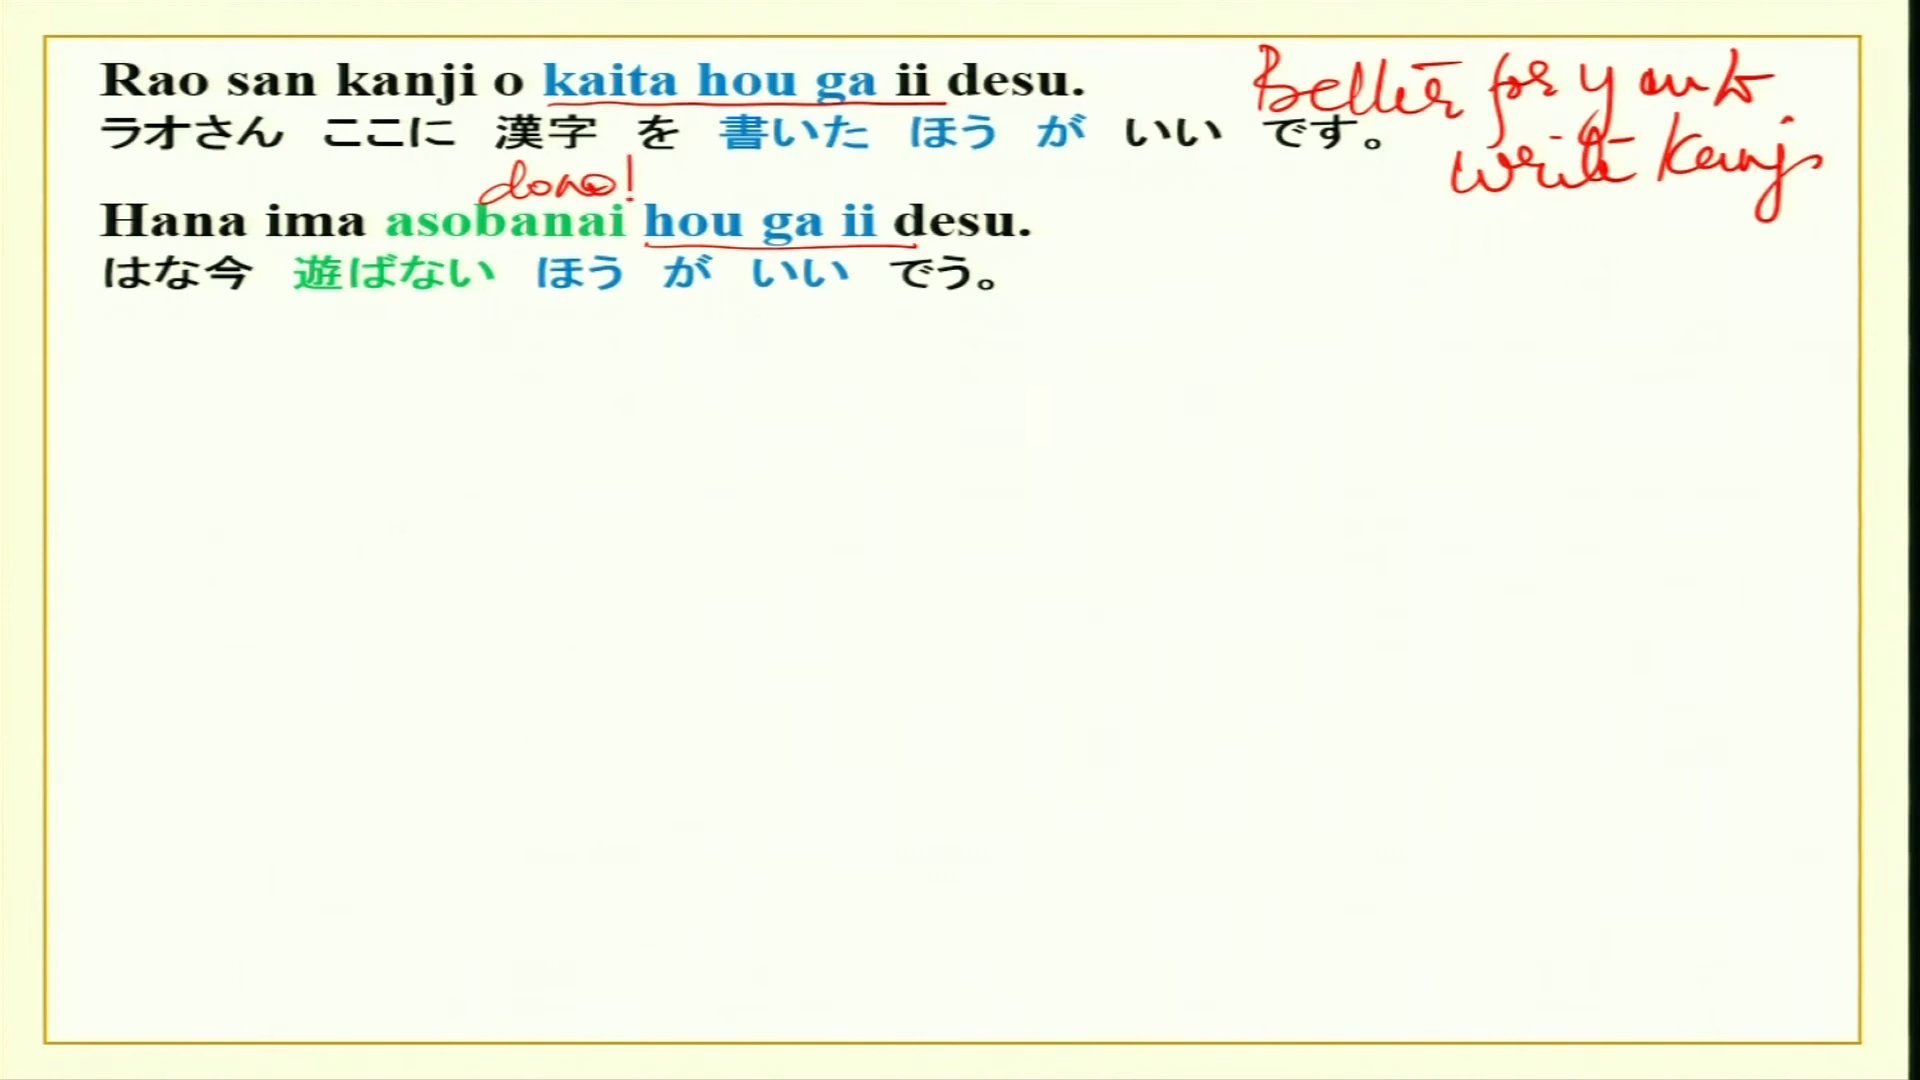 Rao san kanji o kaita hou ga ii desu.
ラオさん ここに 漢字 を 書いた ほう が いい です。
Better for you to
write Kanji
done!
Hana ima asobanai hou ga ii desu.
はな今 遊ばない ほう が いい でう。